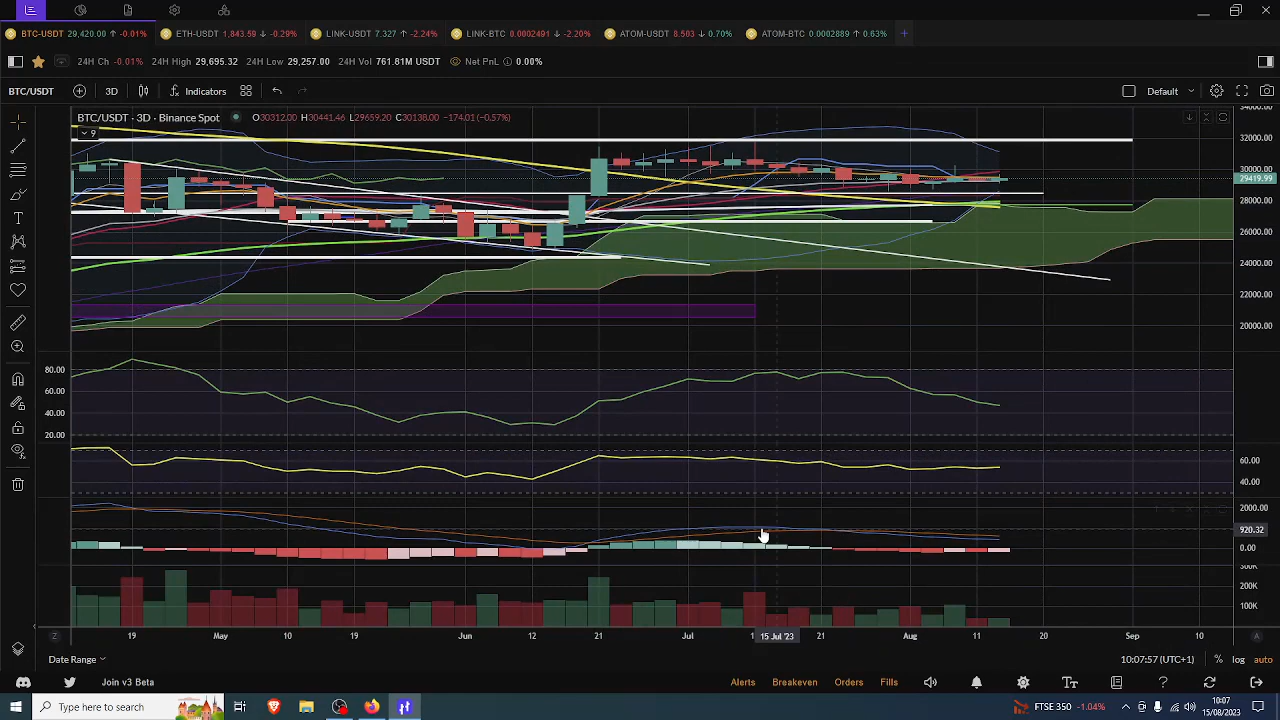 BTC-USDT 29,420.00 ↑ -0.01% ETH-USDT 1,843.59 ↓ -0.29% LINK-USDT 7.327 ↑ -2.24% LINK-BTC 0.0002491 ↓ -2.20% ATOM-USDT 8.503 ↓ 0.70% ATOM-BTC 0.0002889 ↑ 0.63% +
24H Ch -0.01% 24H High 29,695.32 24H Low 29,257.00 24H Vol 761.81M USDT Net PnL 0.00%
BTC/USDT 3D Indicators Default
BTC/USDT · 3D · Binance Spot O30312.00 H30441.46 L29659.20 C30138.00 -174.01 (-0.57%)
9
34000.00
32000.00
30000.00
29419.99
28000.00
26000.00
24000.00
22000.00
20000.00
80.00
60.00
40.00
20.00
60.00
40.00
2000.00
920.32
0.00
300K
200K
100K
Z 19 May 10 19 Jun 12 21 Jul 15 Jul '23 21 Aug 11 20 Sep 10 A
Date Range 10:07:57 (UTC+1) % log auto
Join v3 Beta Alerts Breakeven Orders Fills
Type here to search FTSE 350 -1.04% 10:07
15/08/2023